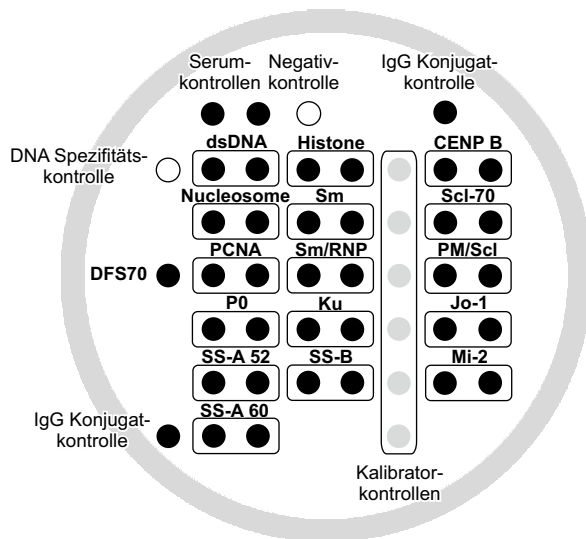 Serum-
kontrollen
Negativ-
kontrolle
IgG Konjugat-
kontrolle
DNA Spezifitäts-
kontrolle
dsDNA
Histone
CENP B
Nucleosome
Sm
Scl-70
DFS70
PCNA
Sm/RNP
PM/Scl
P0
Ku
Jo-1
SS-A 52
SS-B
Mi-2
IgG Konjugat-
kontrolle
SS-A 60
Kalibrator-
kontrollen